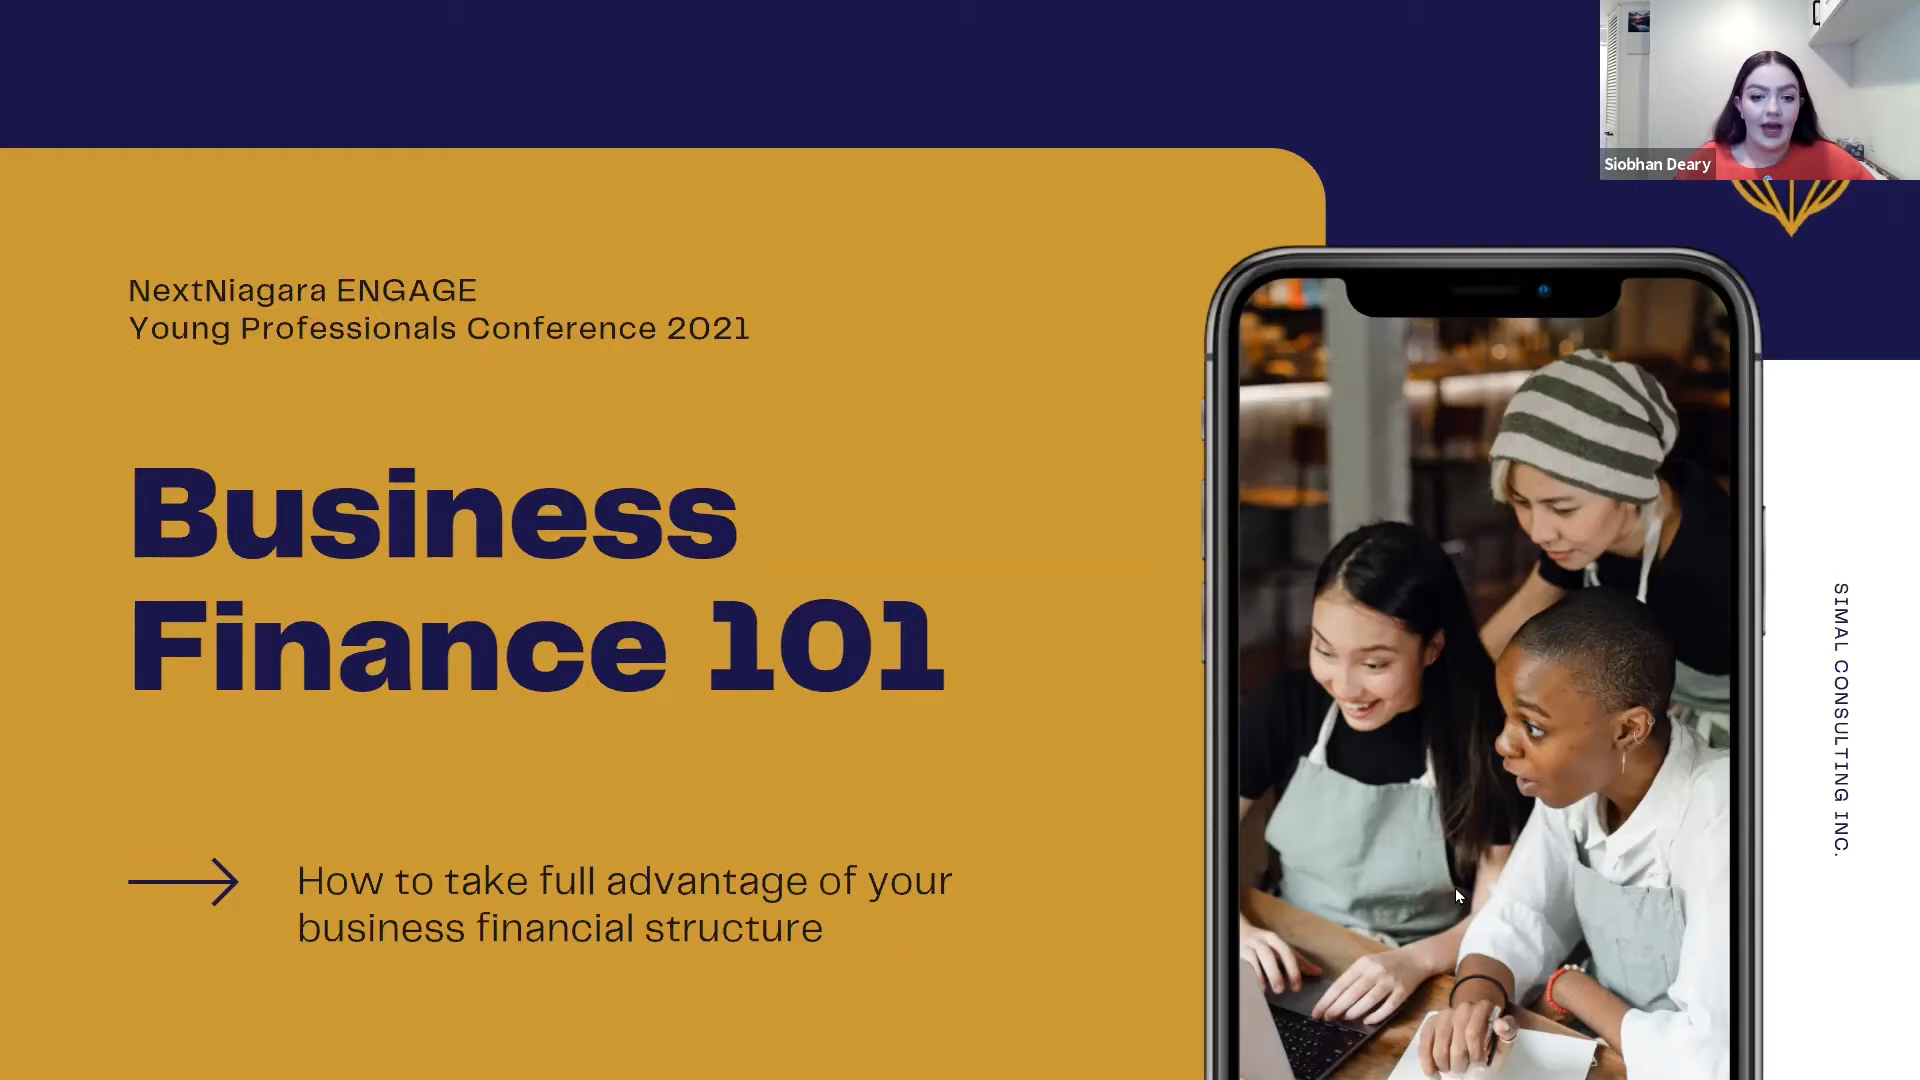 Siobhan Deary
NextNiagara ENGAGE
Young Professionals Conference 2021
Business
Finance 101
How to take full advantage of your
business financial structure
SIMAL CONSULTING INC.